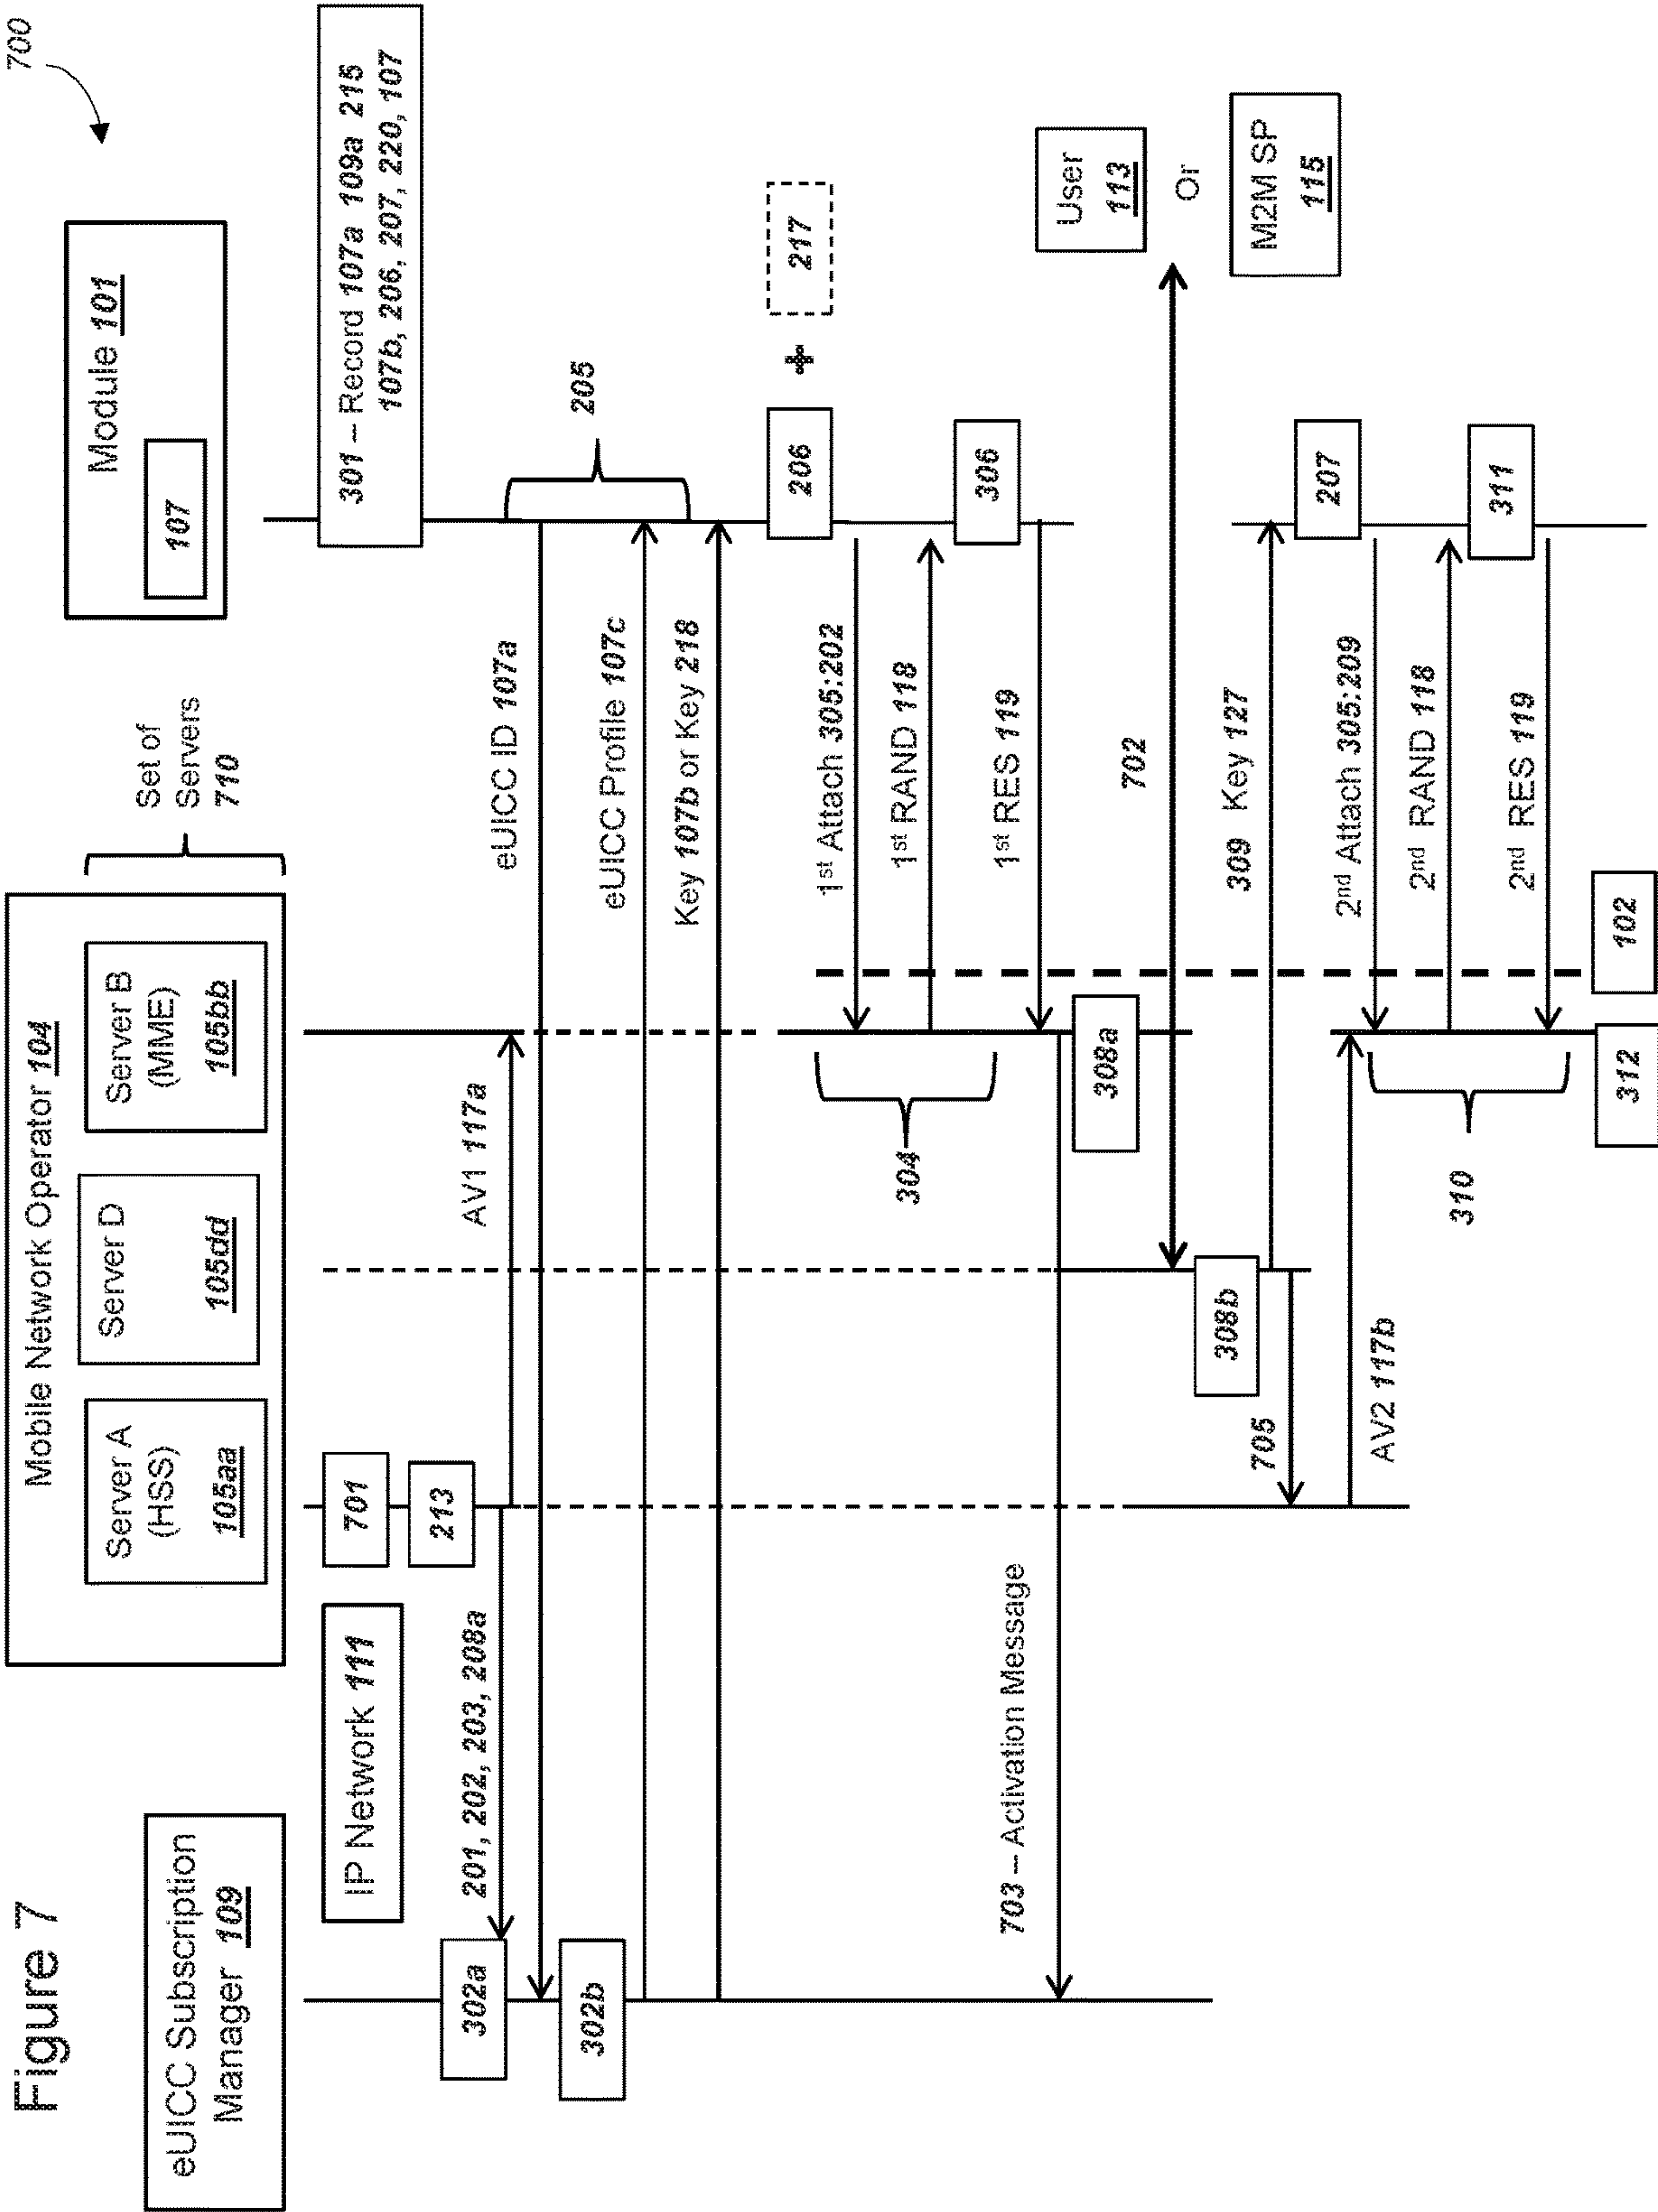 Figure 7
700
eUICC Subscription
Manager 109
Mobile Network Operator 104
Server A
(HSS)
105aa
Server D
105dd
Server B
(MME)
105bb
Set of
Servers
710
Module 101
107
IP Network 111
701
213
301 – Record 107a 109a 215
107b, 206, 207, 220, 107
201, 202, 203, 208a
AV1 117a
302a
eUICC ID 107a
205
302b
eUICC Profile 107c
Key 107b or Key 218
206
+
217
1st Attach 305:202
304
1st RAND 118
306
1st RES 119
703 – Activation Message
308a
702
User
113
Or
M2M SP
115
308b
309 Key 127
705
207
AV2 117b
2nd Attach 305:209
310
2nd RAND 118
311
2nd RES 119
312
102